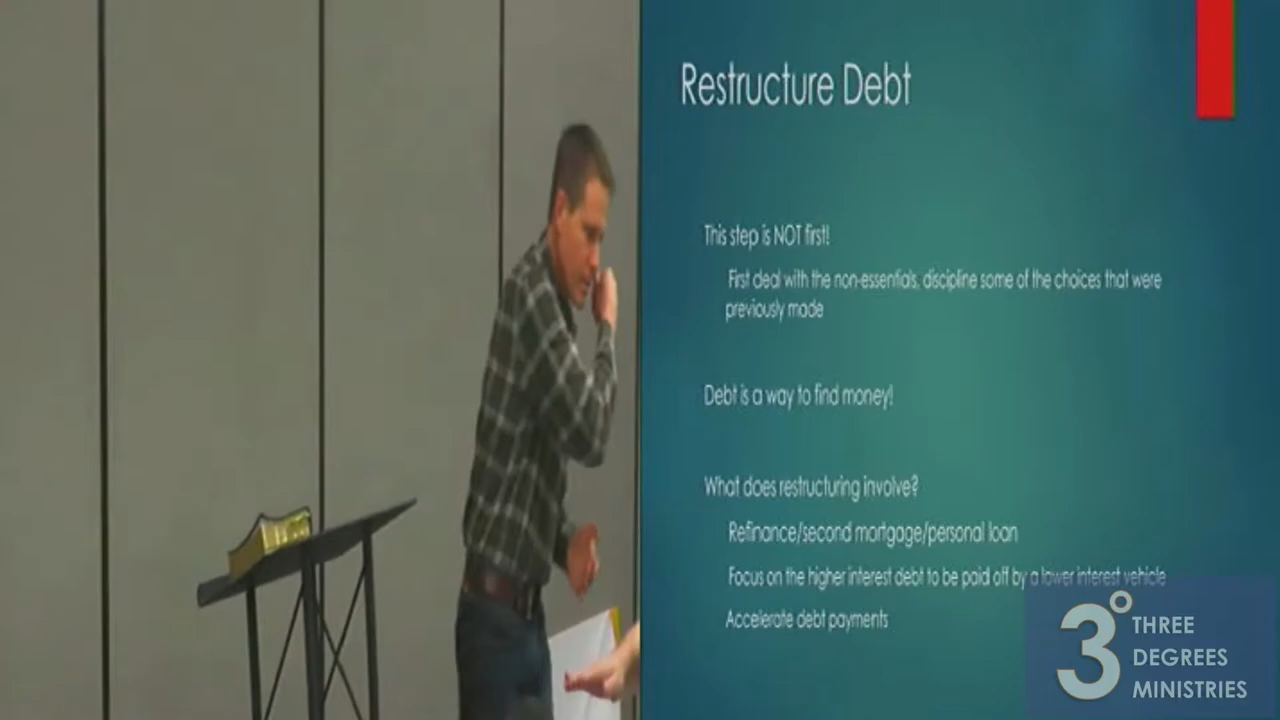 Restructure Debt
This step is NOT first!
First deal with the non-essentials, discipline some of the choices that were
previously made
Debt is a way to find money!
What does restructuring involve?
Refinance/second mortgage/personal loan
Focus on the higher interest debt to be paid off by a lower interest vehicle
Accelerate debt payments
3°
THREE
DEGREES
MINISTRIES